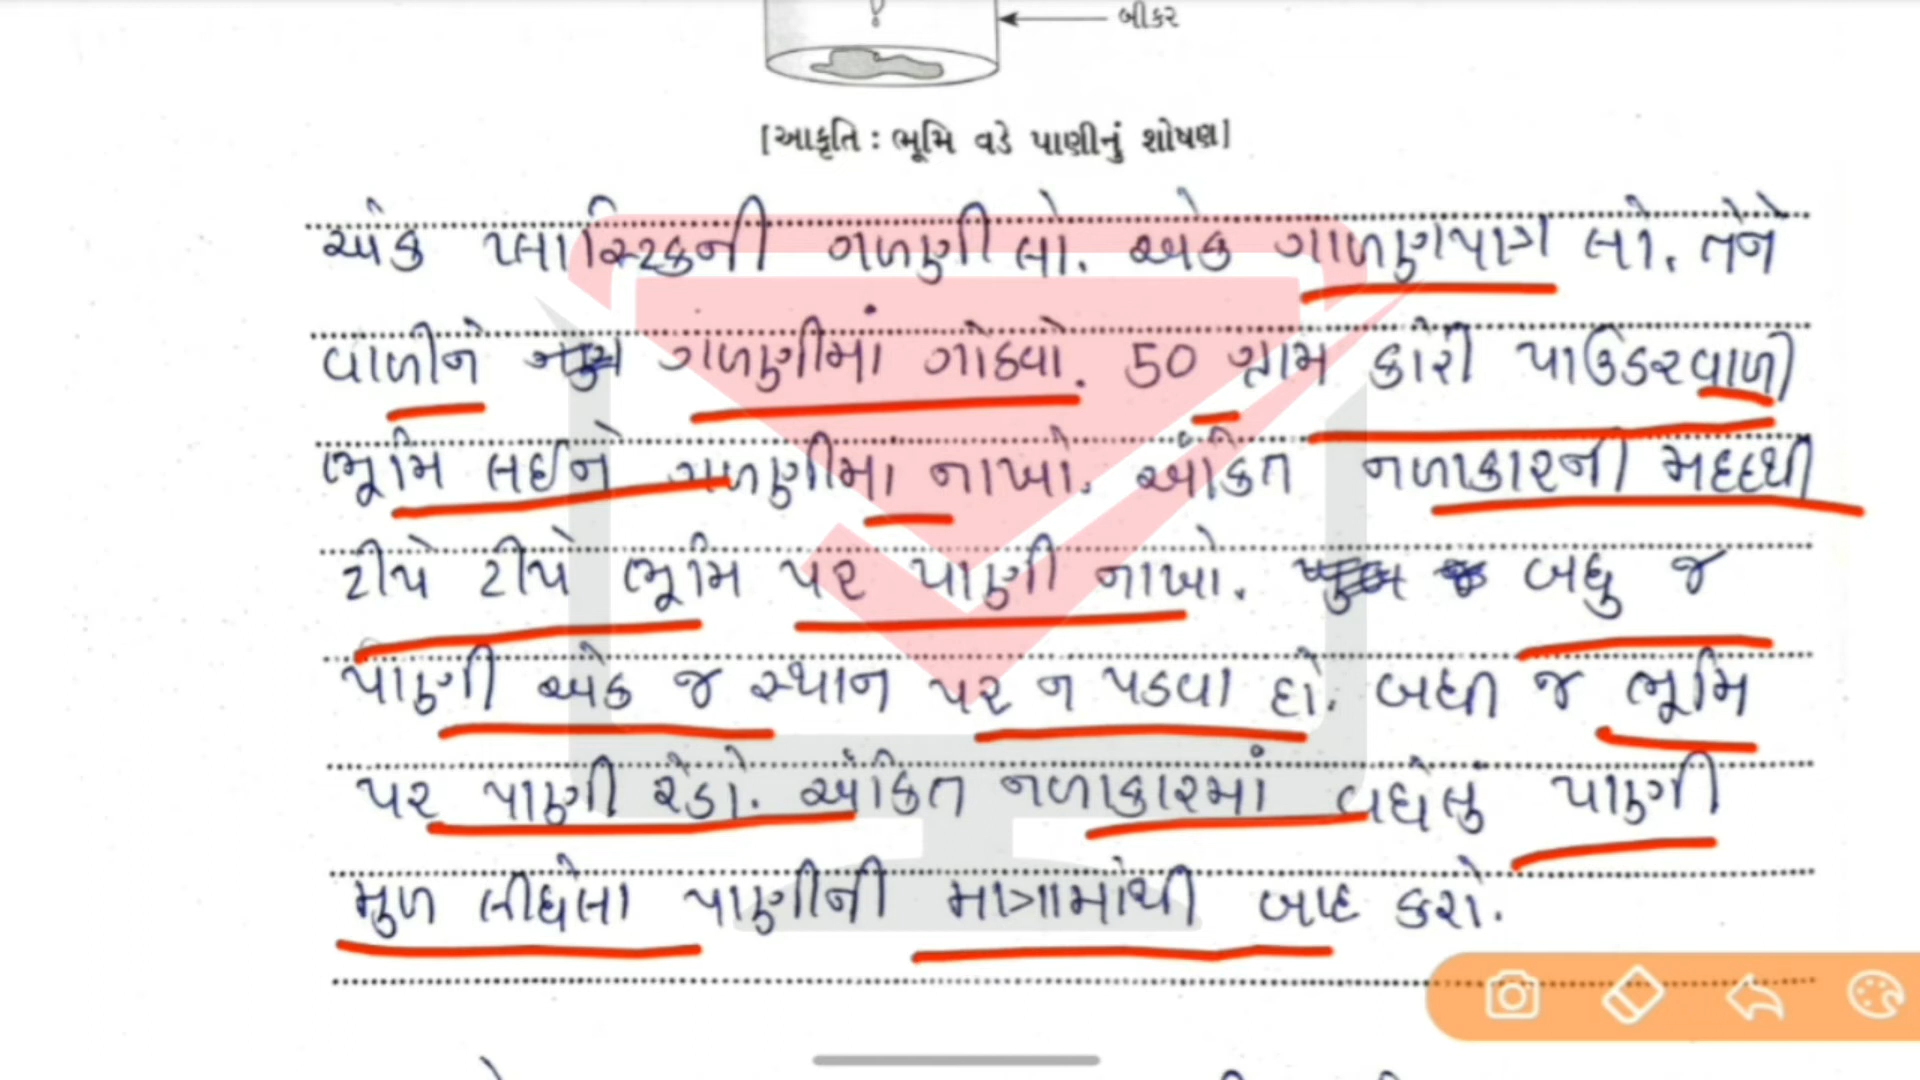 બીકર
[આકૃતિ : ભૂમિ વડે પાણીનું શોષણ]
એક પ્લાસ્ટિકની ગળણી લો. એક ગાળણપત્ર લો. તેને
વાળીને ગળણીમાં ગોઠવો. 50 ગ્રામ કોરી પાઉડરવાળી
ભૂમિ લઈને ગળણીમા નાખો. અંકિત નળાકારની મદદથી
ટીપે ટીપે ભૂમિ પર પાણી નાખો. બધુ જ
પાણી એક જ સ્થાન પર ન પડવા દો. બધી જ ભૂમિ
પર પાણી રેડો. અંકિત નળાકારમાં વધેલું પાણી
મુળ લીધેલા પાણીની માત્રામાંથી બાદ કરો.